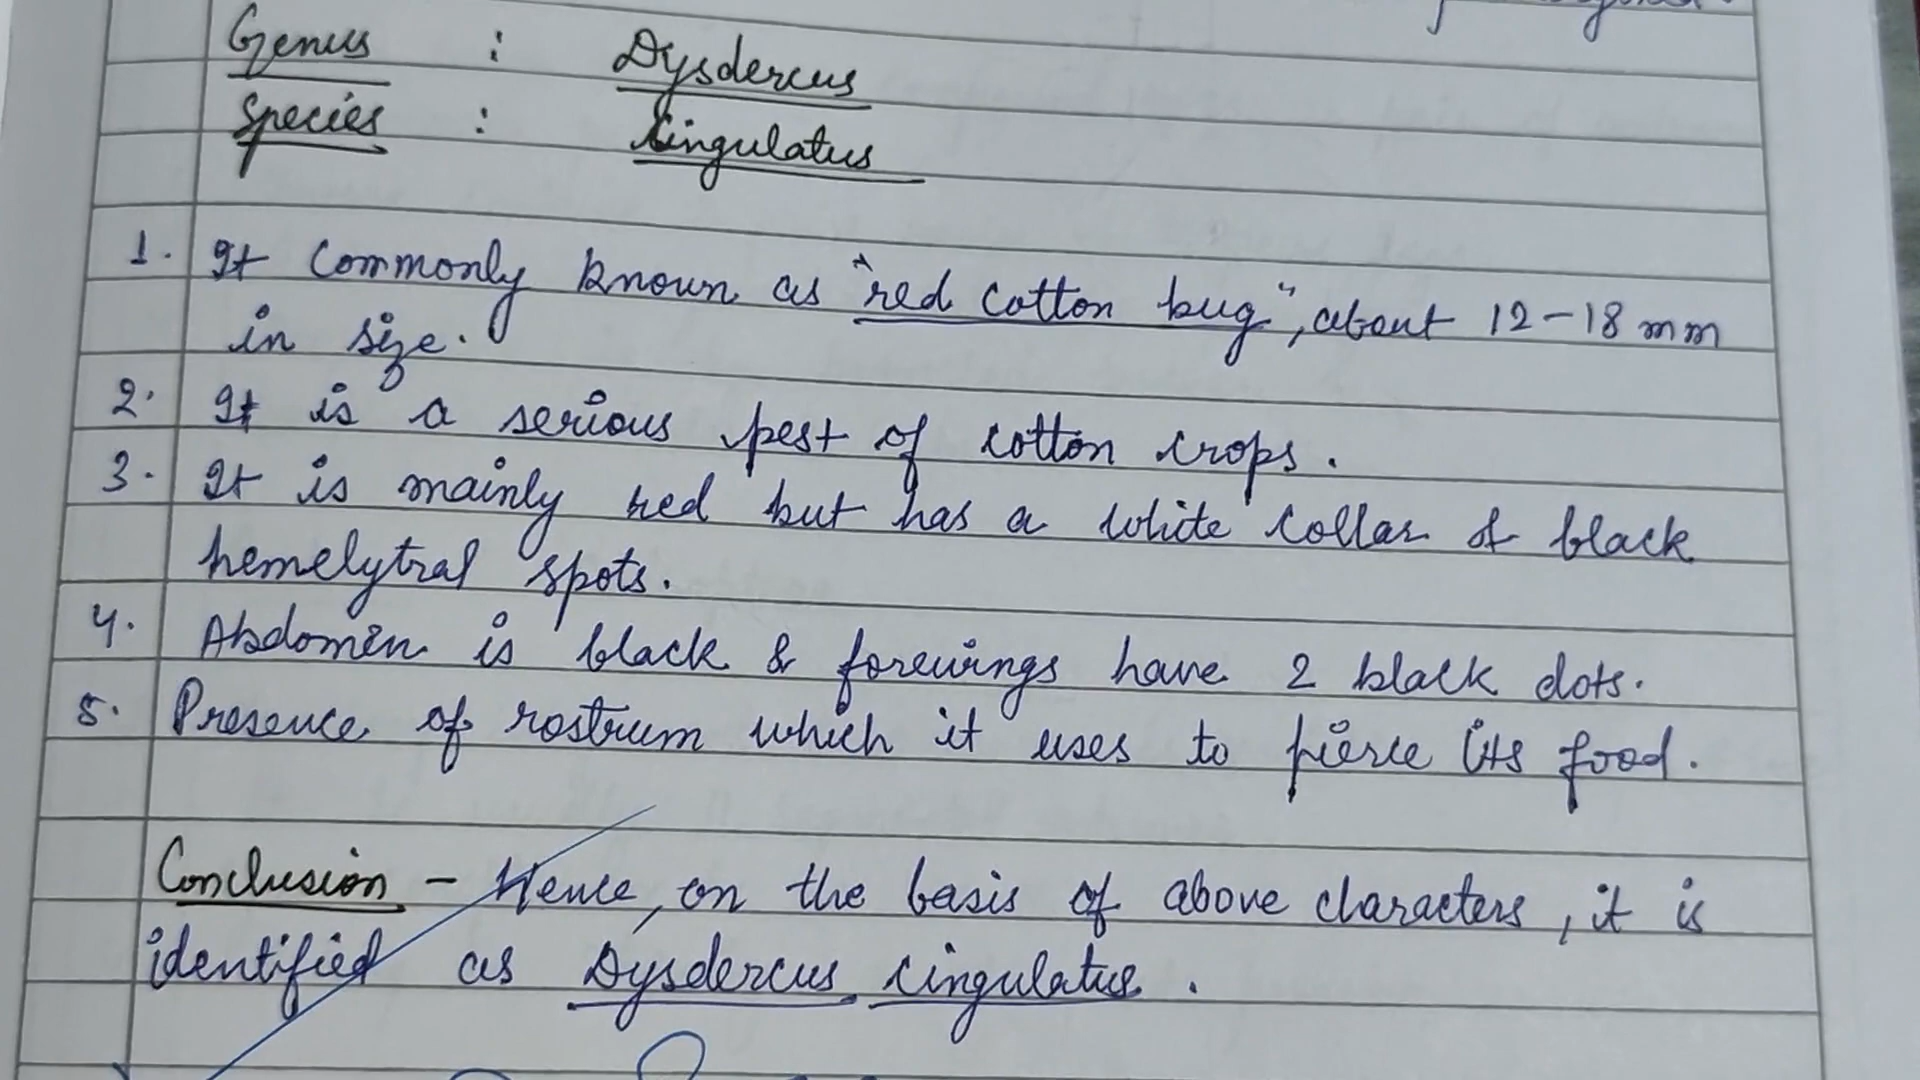 Genus : Dysdercus
Species : cingulatus
1. It commonly known as "red cotton bug", about 12-18 mm
in size.
2. It is a serious pest of cotton crops.
3. It is mainly red but has a white collar & black
hemelytral spots.
4. Abdomen is black & forewings have 2 black dots.
5. Presence of rostrum which it uses to pierce its food.
Conclusion - Hence, on the basis of above characters, it is
identified as Dysdercus cingulatus.